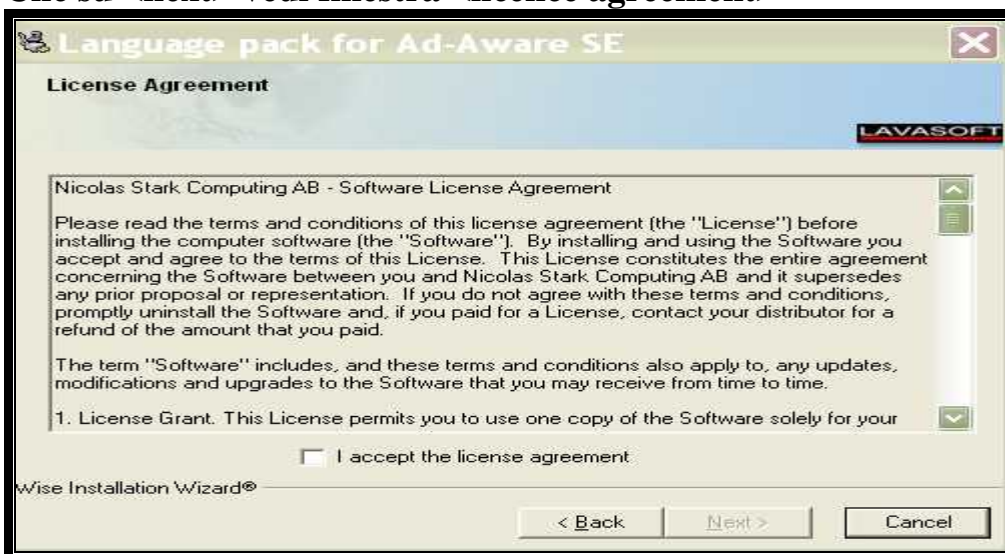 Language pack for Ad-Aware SE
License Agreement
LAVASOFT
Nicolas Stark Computing AB - Software License Agreement
Please read the terms and conditions of this license agreement (the "License") before
installing the computer software (the "Software"). By installing and using the Software you
accept and agree to the terms of this License. This License constitutes the entire agreement
concerning the Software between you and Nicolas Stark Computing AB and it supersedes
any prior proposal or representation. If you do not agree with these terms and conditions,
promptly uninstall the Software and, if you paid for a License, contact your distributor for a
refund of the amount that you paid.
The term "Software" includes, and these terms and conditions also apply to, any updates,
modifications and upgrades to the Software that you may receive from time to time.
1. License Grant. This License permits you to use one copy of the Software solely for your
I accept the license agreement
Wise Installation Wizard®
< Back Next > Cancel